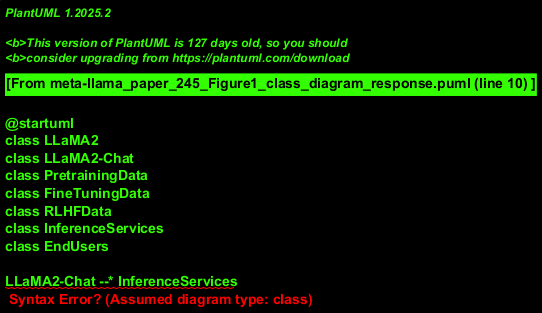 PlantUML 1.2025.2
<b>This version of PlantUML is 127 days old, so you should
<b>consider upgrading from https://plantuml.com/download
[From meta-llama_paper_245_Figure1_class_diagram_response.puml (line 10) ]
@startuml
class LLaMA2
class LLaMA2-Chat
class PretrainingData
class FineTuningData
class RLHFData
class InferenceServices
class EndUsers
LLaMA2-Chat --* InferenceServices
Syntax Error? (Assumed diagram type: class)